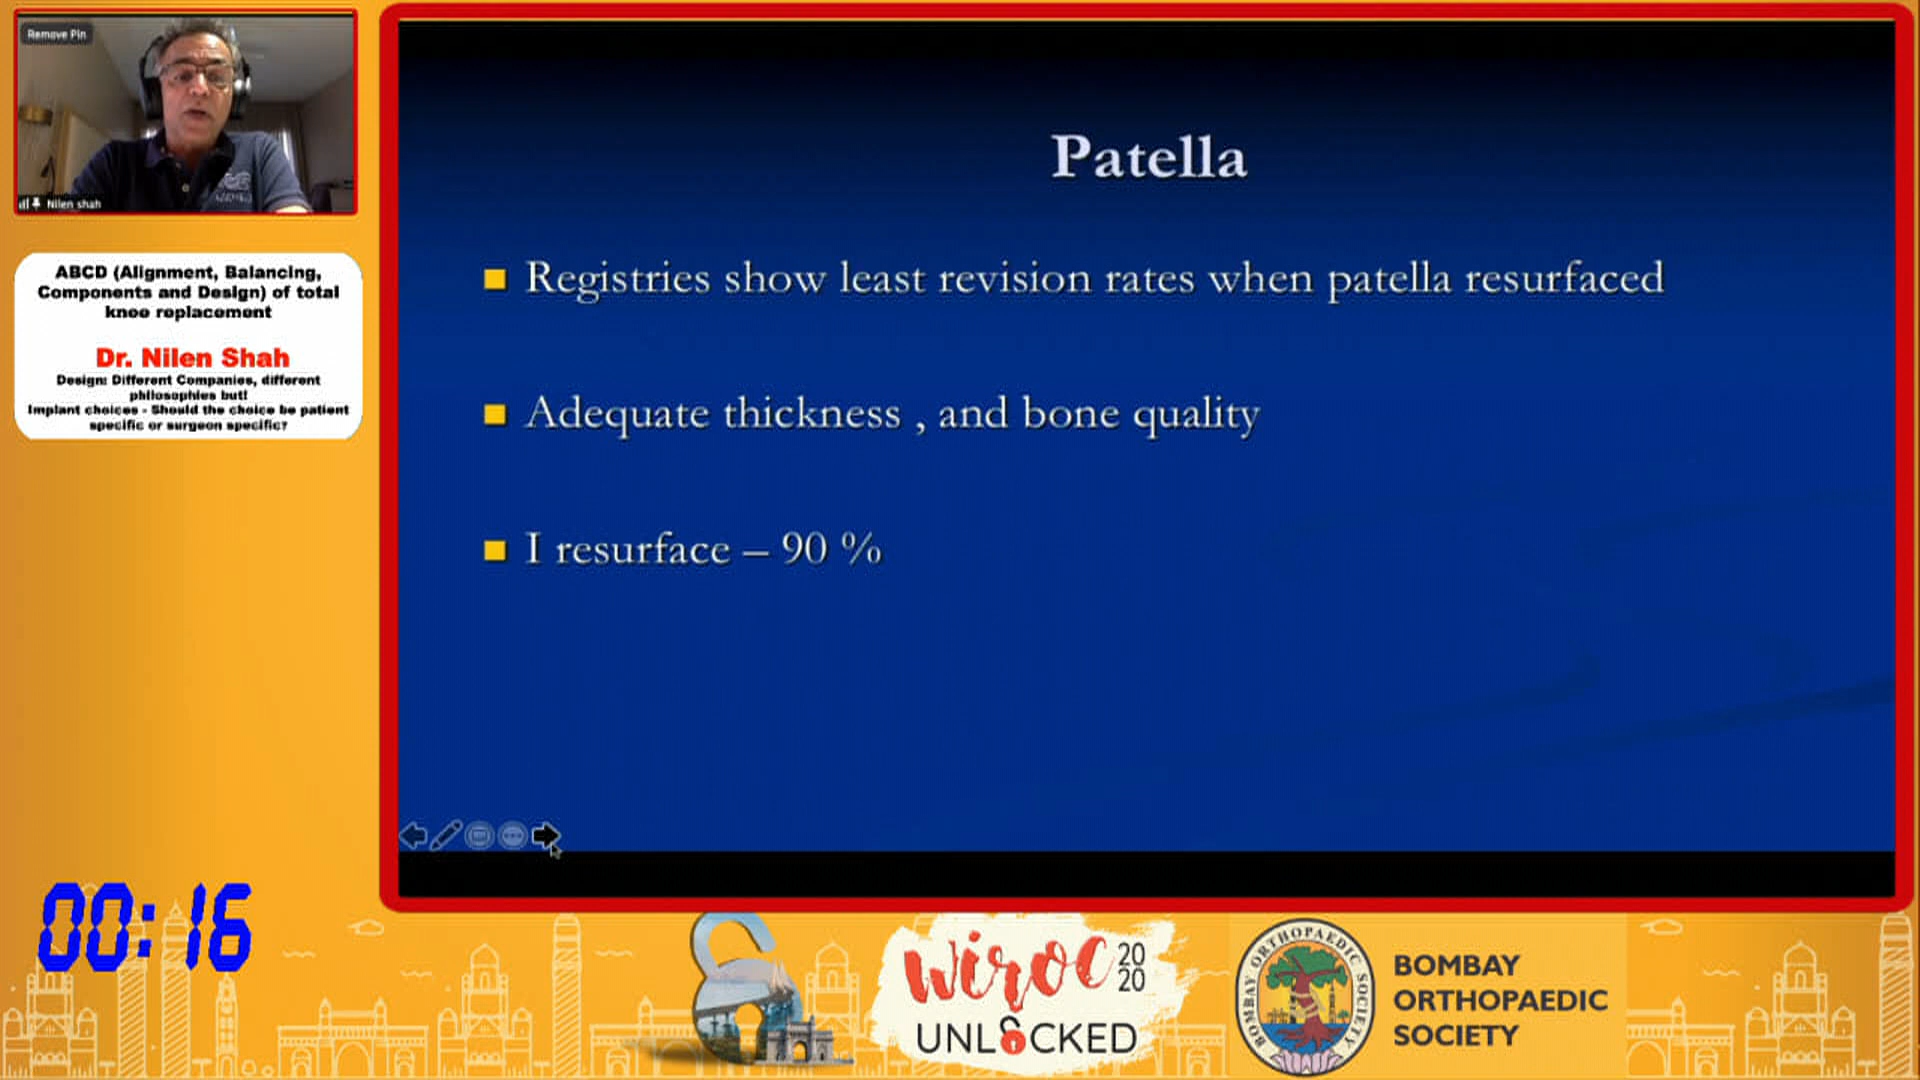 Remove Pin
Nilen shah
ABCD (Alignment, Balancing,
Components and Design) of total
knee replacement
Dr. Nilen Shah
Design: Different Companies, different
philosophies but!
Implant choices - Should the choice be patient
specific or surgeon specific?
Patella
Registries show least revision rates when patella resurfaced
Adequate thickness , and bone quality
I resurface – 90 %
00:16
wiroc 20
20
UNLOCKED
BOMBAY ORTHOPAEDIC SOCIETY
BOMBAY
ORTHOPAEDIC
SOCIETY